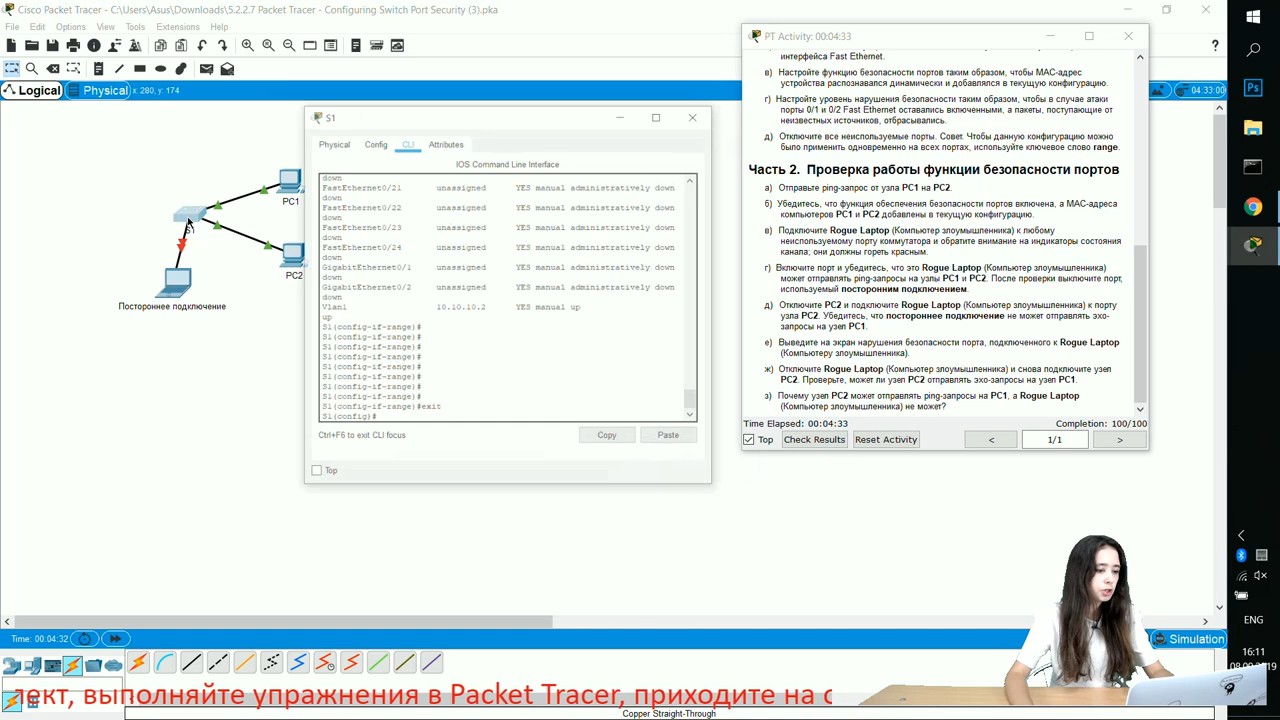 Cisco Packet Tracer - C:\Users\Asus\Downloads\5.2.2.7 Packet Tracer - Configuring Switch Port Security (3).pka
File Edit Options View Tools Extensions Help
Logical Physical x: 280, y: 174
04:33:00
PC1
PC2
S1
Постороннее подключение
S1
Physical Config CLI Attributes
IOS Command Line Interface
down
FastEthernet0/21 unassigned YES manual administratively down
down
FastEthernet0/22 unassigned YES manual administratively down
down
FastEthernet0/23 unassigned YES manual administratively down
down
FastEthernet0/24 unassigned YES manual administratively down
down
GigabitEthernet0/1 unassigned YES manual administratively down
down
GigabitEthernet0/2 unassigned YES manual administratively down
down
Vlan1 10.10.10.2 YES manual up
up
S1(config-if-range)#
S1(config-if-range)#
S1(config-if-range)#
S1(config-if-range)#
S1(config-if-range)#
S1(config-if-range)#
S1(config-if-range)#
S1(config-if-range)#
S1(config-if-range)#exit
S1(config)#
Ctrl+F6 to exit CLI focus
Copy Paste
Top
PT Activity: 00:04:33
интерфейса Fast Ethernet.
в) Настройте функцию безопасности портов таким образом, чтобы MAC-адрес
устройства распознавался динамически и добавлялся в текущую конфигурацию.
г) Настройте уровень нарушения безопасности таким образом, чтобы в случае атаки
порты 0/1 и 0/2 Fast Ethernet оставались включенными, а пакеты, поступающие от
неизвестных источников, отбрасывались.
д) Отключите все неиспользуемые порты. Совет. Чтобы данную конфигурацию можно
было применить одновременно на всех портах, используйте ключевое слово range.
Часть 2. Проверка работы функции безопасности портов
а) Отправьте ping-запрос от узла PC1 на PC2.
б) Убедитесь, что функция обеспечения безопасности портов включена, а MAC-адреса
компьютеров PC1 и PC2 добавлены в текущую конфигурацию.
в) Подключите Rogue Laptop (Компьютер злоумышленника) к любому
неиспользуемому порту коммутатора и обратите внимание на индикаторы состояния
канала; они должны гореть красным.
г) Включите порт и убедитесь, что это Rogue Laptop (Компьютер злоумышленника)
может отправлять ping-запросы на узлы PC1 и PC2. После проверки выключите порт,
используемый посторонним подключением.
д) Отключите PC2 и подключите Rogue Laptop (Компьютер злоумышленника) к порту
узла PC2. Убедитесь, что постороннее подключение не может отправлять эхо-
запросы на узел PC1.
е) Выведите на экран нарушения безопасности порта, подключенного к Rogue Laptop
(Компьютеру злоумышленника).
ж) Отключите Rogue Laptop (Компьютер злоумышленника) и снова подключите узел
PC2. Проверьте, может ли узел PC2 отправлять эхо-запросы на узел PC1.
з) Почему узел PC2 может отправлять ping-запросы на PC1, а Rogue Laptop
(Компьютер злоумышленника) не может?
Time Elapsed: 00:04:33 Completion: 100/100
Top Check Results Reset Activity < 1/1 >
Time: 00:04:32
Simulation
лект, выполняйте упражнения в Packet Tracer, приходите на с
Copper Straight-Through
Ps
ENG
16:11